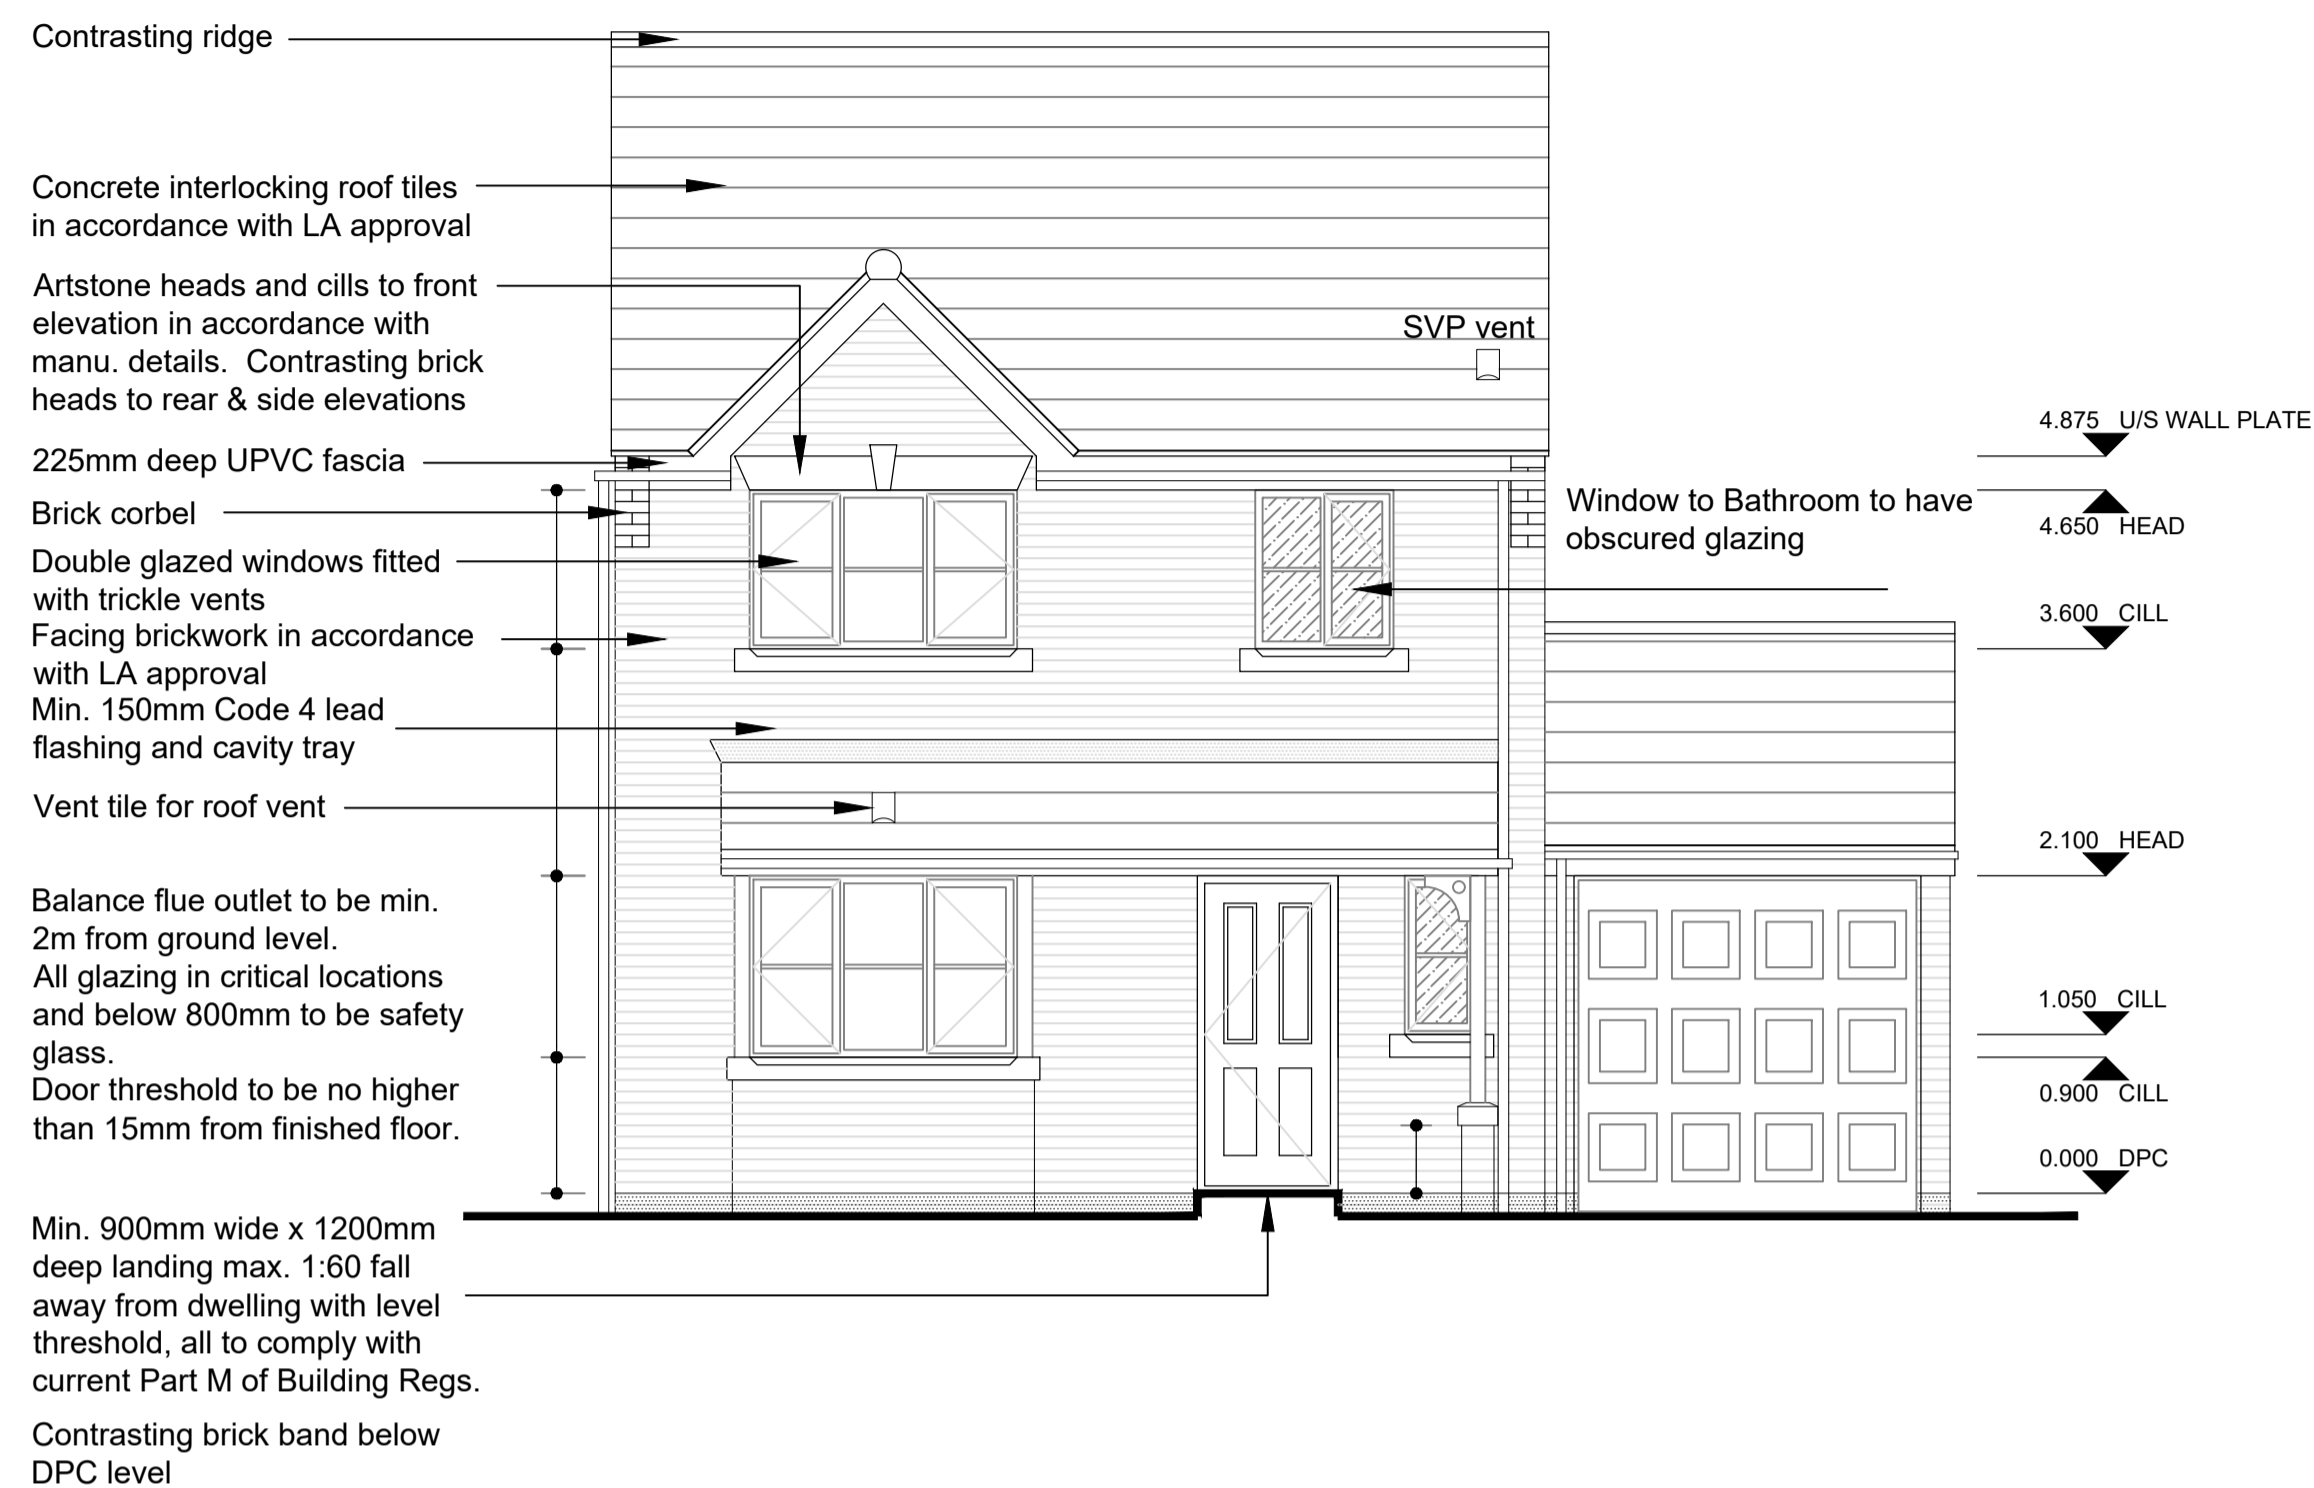 Contrasting ridge
Concrete interlocking roof tiles
in accordance with LA approval
Artstone heads and cills to front
elevation in accordance with
manu. details.  Contrasting brick
heads to rear & side elevations
225mm deep UPVC fascia
Brick corbel
Double glazed windows fitted
with trickle vents
Facing brickwork in accordance
with LA approval
Min. 150mm Code 4 lead
flashing and cavity tray
Vent tile for roof vent
Balance flue outlet to be min.
2m from ground level.
All glazing in critical locations
and below 800mm to be safety
glass.
Door threshold to be no higher
than 15mm from finished floor.
Min. 900mm wide x 1200mm
deep landing max. 1:60 fall
away from dwelling with level
threshold, all to comply with
current Part M of Building Regs.
Contrasting brick band below
DPC level
SVP vent
Window to Bathroom to have
obscured glazing
4.875 U/S WALL PLATE
4.650 HEAD
3.600 CILL
2.100 HEAD
1.050 CILL
0.900 CILL
0.000 DPC